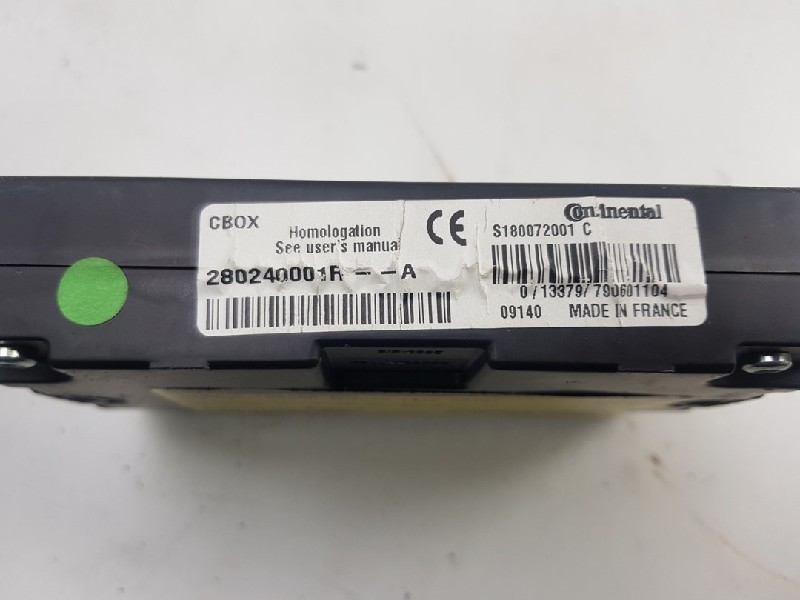 CBOX
Homologation
See user's manual
280240001R - - A
CE
Continental
S180072001 C
0/13379/790601104
09140 MADE IN FRANCE